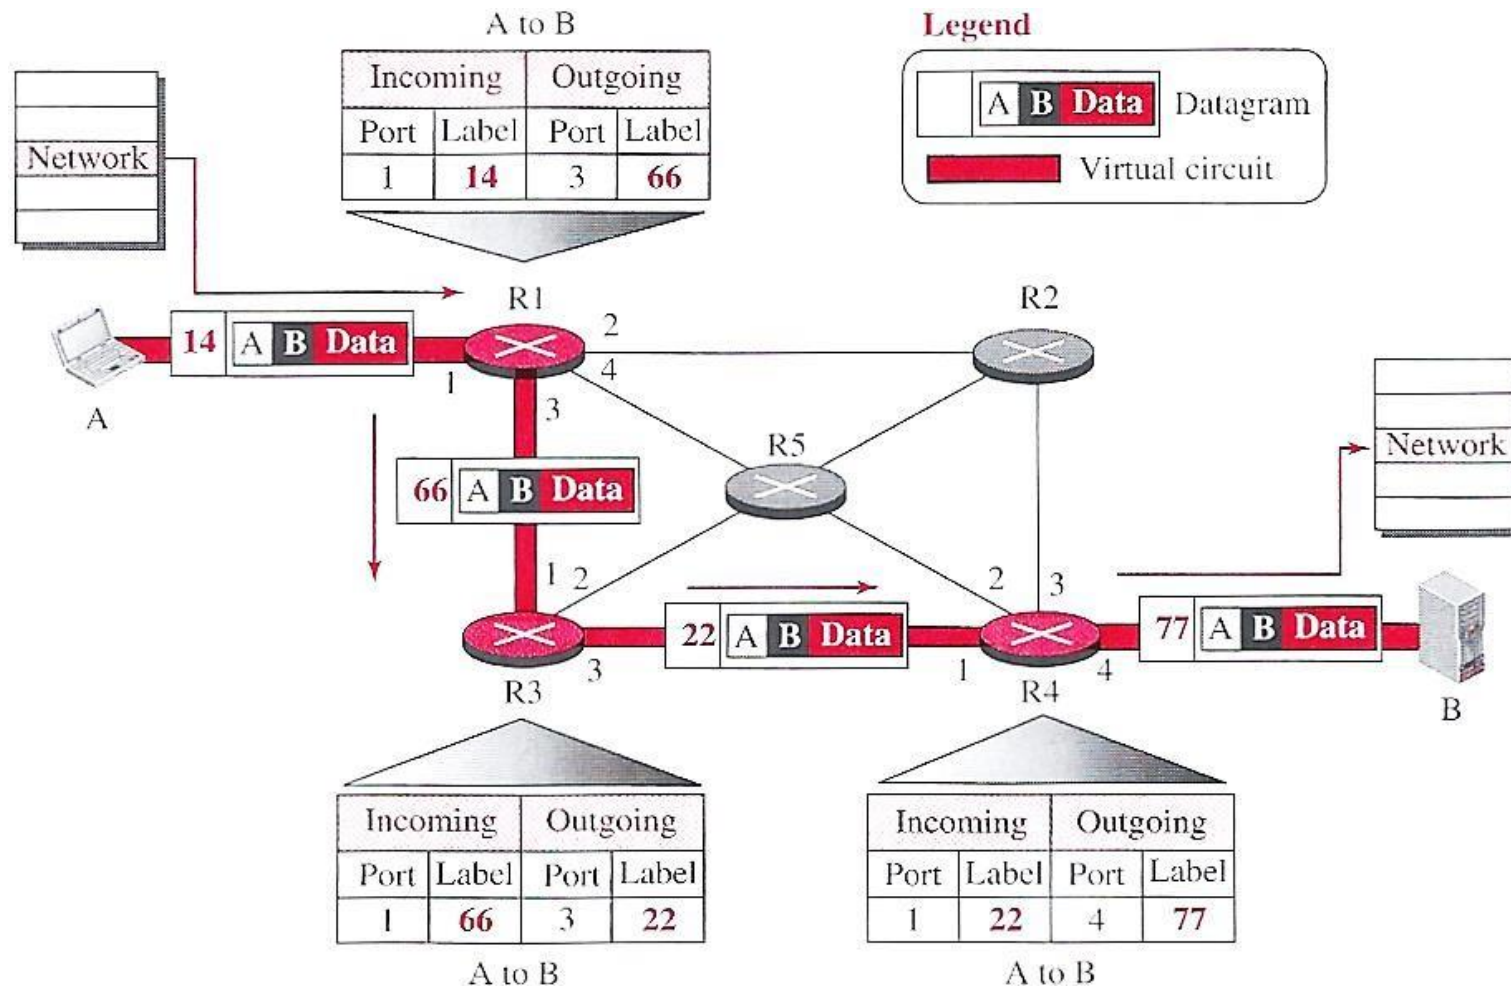 A to B
Incoming Outgoing
Port Label Port Label
1 14 3 66
Legend
A B Data Datagram
Virtual circuit
Network
R1
R2
14 A B Data
1
2
4
3
A
66 A B Data
R5
Network
1 2
2
3
22 A B Data
77 A B Data
3
1
4
R3
R4
B
Incoming Outgoing
Port Label Port Label
1 66 3 22
A to B
Incoming Outgoing
Port Label Port Label
1 22 4 77
A to B